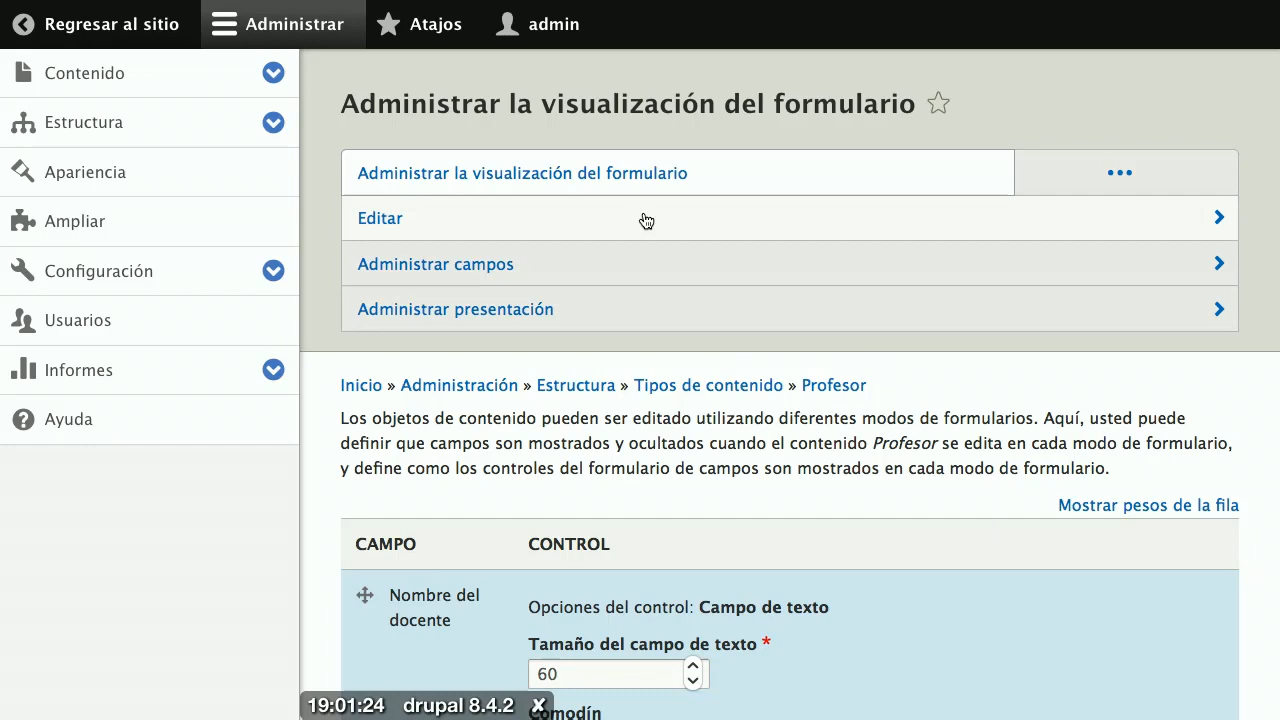 Regresar al sitio Administrar Atajos admin
Contenido
Estructura
Apariencia
Ampliar
Configuración
Usuarios
Informes
Ayuda
Administrar la visualización del formulario
Administrar la visualización del formulario
Editar
Administrar campos
Administrar presentación
Inicio » Administración » Estructura » Tipos de contenido » Profesor
Los objetos de contenido pueden ser editado utilizando diferentes modos de formularios. Aquí, usted puede
definir que campos son mostrados y ocultados cuando el contenido Profesor se edita en cada modo de formulario,
y define como los controles del formulario de campos son mostrados en cada modo de formulario.
Mostrar pesos de la fila
CAMPO CONTROL
Nombre del
docente
Opciones del control: Campo de texto
Tamaño del campo de texto *
60
Comodín
19:01:24 drupal 8.4.2 ✘